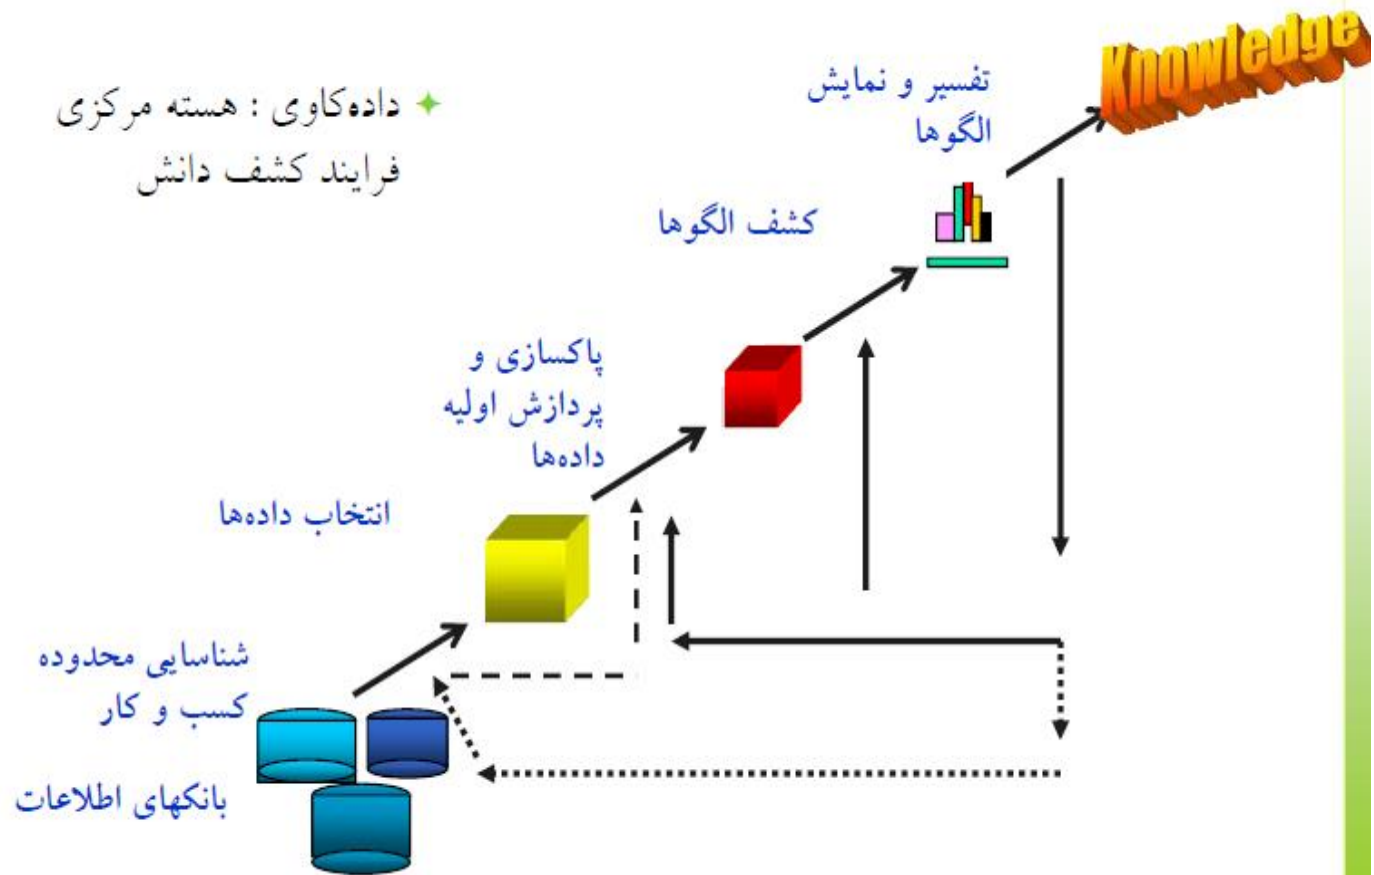 Knowledge
تفسیر و نمایش
الگوها
داده‌کاوی : هسته مرکزی
فرایند کشف دانش
کشف الگوها
پاکسازی و
پردازش اولیه
داده‌ها
انتخاب داده‌ها
شناسایی محدوده
کسب و کار
بانکهای اطلاعات